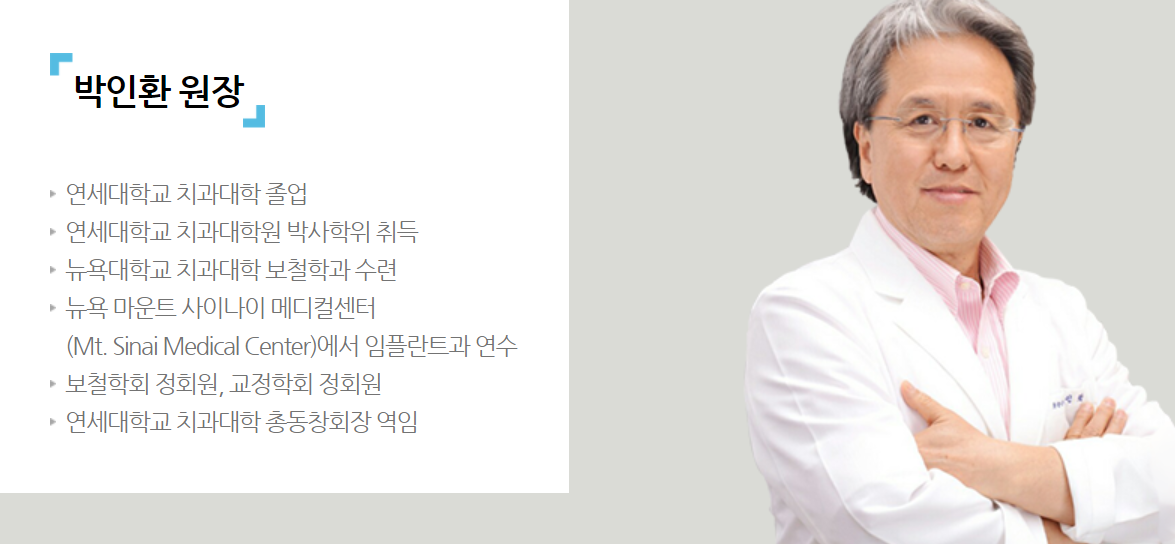 박인환 원장
연세대학교 치과대학 졸업
연세대학교 치과대학원 박사학위 취득
뉴욕대학교 치과대학 보철학과 수련
뉴욕 마운트 사이나이 메디컬센터
(Mt. Sinai Medical Center)에서 임플란트과 연수
보철학회 정회원, 교정학회 정회원
연세대학교 치과대학 총동창회장 역임